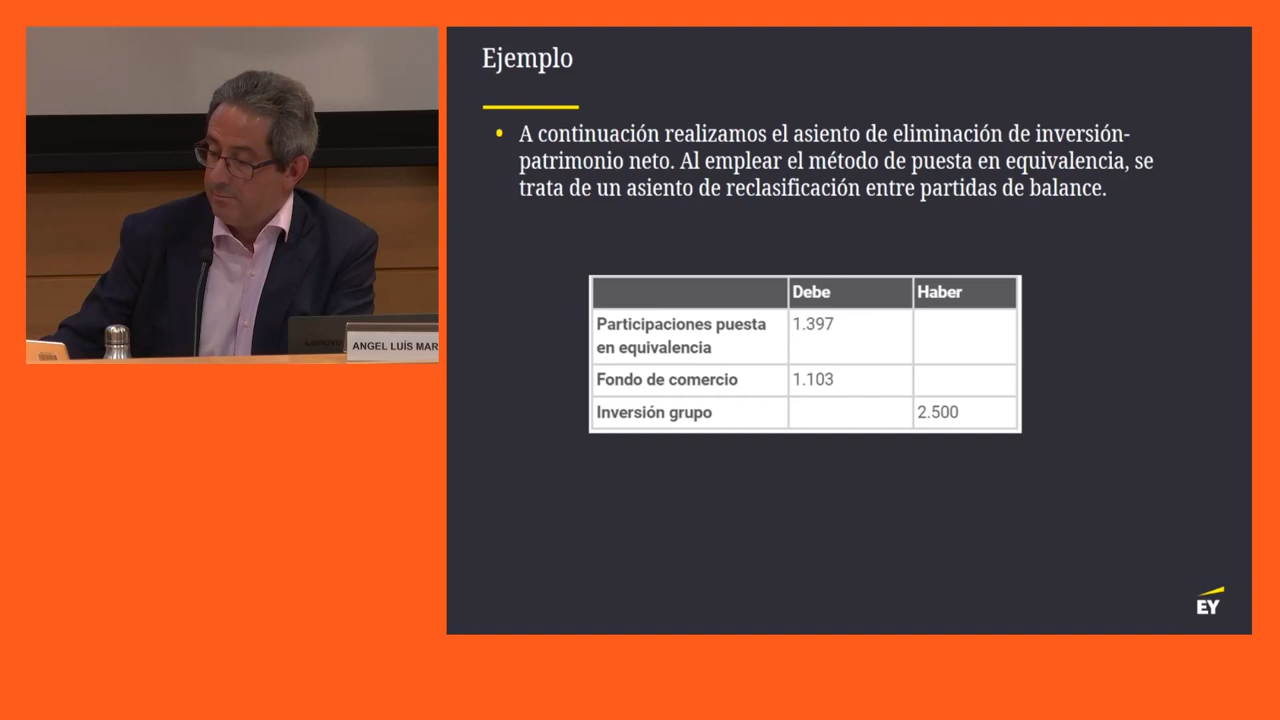 Ejemplo
A continuación realizamos el asiento de eliminación de inversión-
patrimonio neto. Al emplear el método de puesta en equivalencia, se
trata de un asiento de reclasificación entre partidas de balance.
Debe Haber
Participaciones puesta 1.397
en equivalencia
Fondo de comercio 1.103
Inversión grupo 2.500
ANGEL LUÍS MAR
EY